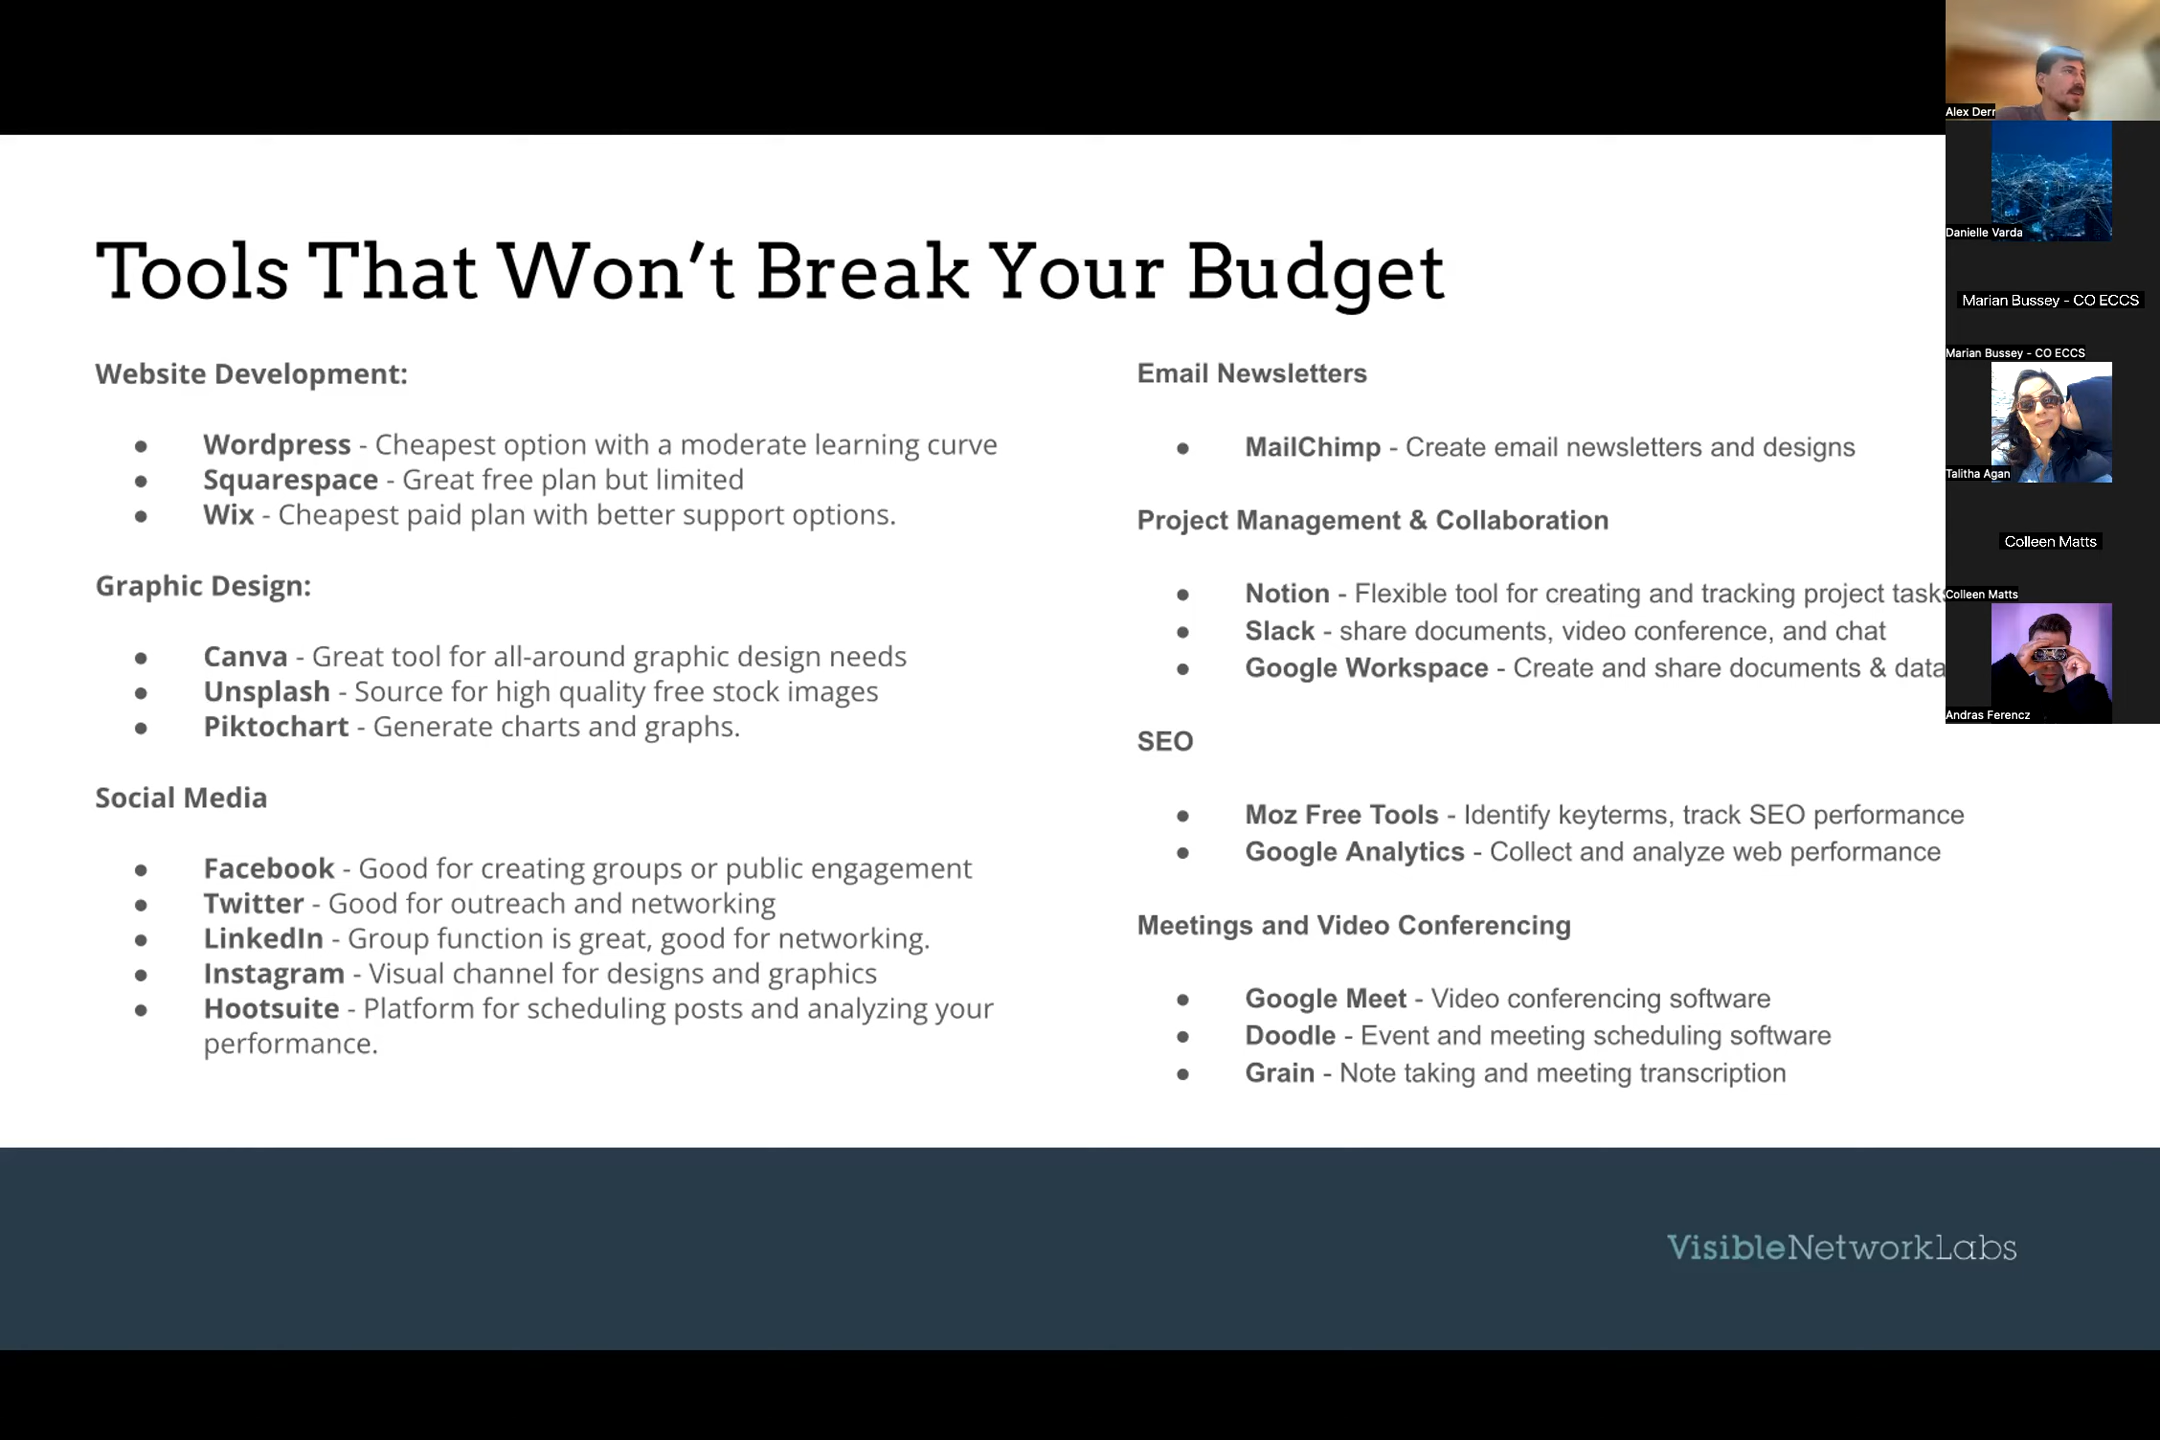 Tools That Won't Break Your Budget
Website Development:
● Wordpress - Cheapest option with a moderate learning curve
● Squarespace - Great free plan but limited
● Wix - Cheapest paid plan with better support options.
Graphic Design:
● Canva - Great tool for all-around graphic design needs
● Unsplash - Source for high quality free stock images
● Piktochart - Generate charts and graphs.
Social Media
● Facebook - Good for creating groups or public engagement
● Twitter - Good for outreach and networking
● LinkedIn - Group function is great, good for networking.
● Instagram - Visual channel for designs and graphics
● Hootsuite - Platform for scheduling posts and analyzing your
performance.
Email Newsletters
● MailChimp - Create email newsletters and designs
Project Management & Collaboration
● Notion - Flexible tool for creating and tracking project tasks
● Slack - share documents, video conference, and chat
● Google Workspace - Create and share documents & data
SEO
● Moz Free Tools - Identify keyterms, track SEO performance
● Google Analytics - Collect and analyze web performance
Meetings and Video Conferencing
● Google Meet - Video conferencing software
● Doodle - Event and meeting scheduling software
● Grain - Note taking and meeting transcription
VisibleNetworkLabs
Alex Derr
Danielle Varda
Marian Bussey - CO ECCS
Marian Bussey - CO ECCS
Talitha Agan
Colleen Matts
Colleen Matts
Andras Ferencz